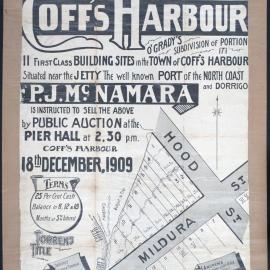 COFF'S HARBOUR
O'GRADY'S SUBDIVISION OF PORTION 171
11 FIRST CLASS BUILDING SITES IN THE TOWN OF COFF'S HARBOUR
Situated near the JETTY The well known PORT of the NORTH COAST
AND DORRIGO
P.J. McNAMARA
IS INSTRUCTED TO SELL THE ABOVE
by PUBLIC AUCTION at the
PIER HALL at 2.30 p.m.
COFF'S HARBOUR
18th DECEMBER, 1909
TERMS
25 Per Cent Cash
Balance at 6, 12 & 18
Months at 5% Interest
TORRENS
TITLE
HOOD ST
MILDURA ST